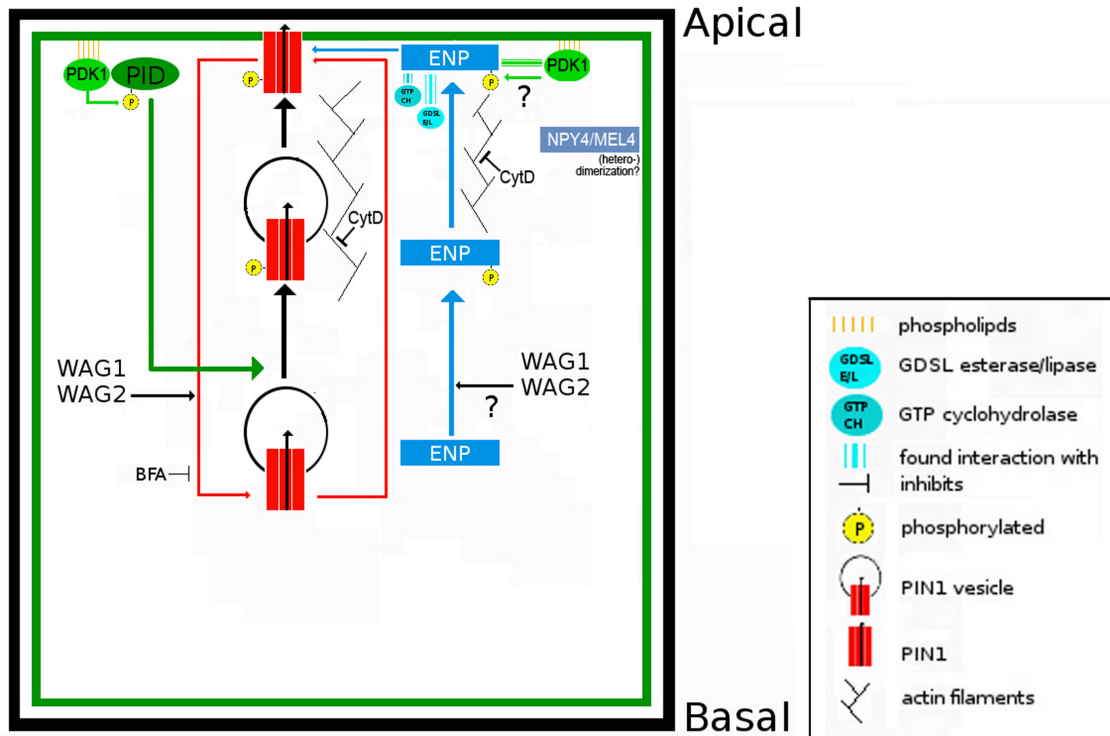 Apical
PDK1
PID
P
P
ENP
P
PDK1
?
GTP
CH
GDSL
E/L
NPY4/MEL4
(hetero-)
dimerization?
CytD
CytD
P
ENP
P
WAG1
WAG2
WAG1
WAG2
?
BFA
ENP
Basal
phospholipds
GDSL
E/L
GDSL esterase/lipase
GTP
CH
GTP cyclohydrolase
found interaction with
inhibits
P
phosphorylated
PIN1 vesicle
PIN1
actin filaments